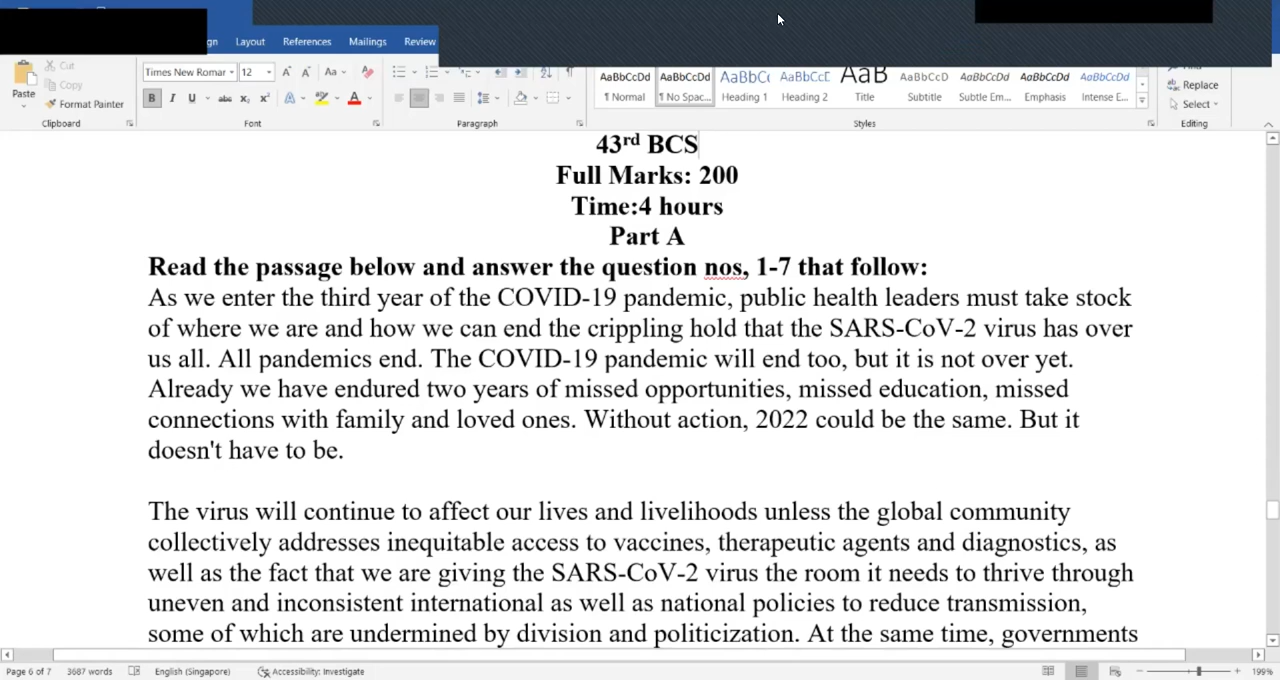 gn Layout References Mailings Review
Cut
Copy
Format Painter
Paste
Clipboard
Times New Romar 12 Aa
B I U abc x₂ x² A A
Font
Paragraph
AaBbCcDd AaBbCcDd AaBbCc AaBbCcD AaB AaBbCcD AaBbCcDd AaBbCcDd AaBbCcDd
¶ Normal ¶ No Spac... Heading 1 Heading 2 Title Subtitle Subtle Em... Emphasis Intense E...
Styles
Replace
Select
Editing
43rd BCS
Full Marks: 200
Time:4 hours
Part A
Read the passage below and answer the question nos, 1-7 that follow:
As we enter the third year of the COVID-19 pandemic, public health leaders must take stock
of where we are and how we can end the crippling hold that the SARS-CoV-2 virus has over
us all. All pandemics end. The COVID-19 pandemic will end too, but it is not over yet.
Already we have endured two years of missed opportunities, missed education, missed
connections with family and loved ones. Without action, 2022 could be the same. But it
doesn't have to be.
The virus will continue to affect our lives and livelihoods unless the global community
collectively addresses inequitable access to vaccines, therapeutic agents and diagnostics, as
well as the fact that we are giving the SARS-CoV-2 virus the room it needs to thrive through
uneven and inconsistent international as well as national policies to reduce transmission,
some of which are undermined by division and politicization. At the same time, governments
Page 6 of 7 3687 words English (Singapore) Accessibility: Investigate 199%